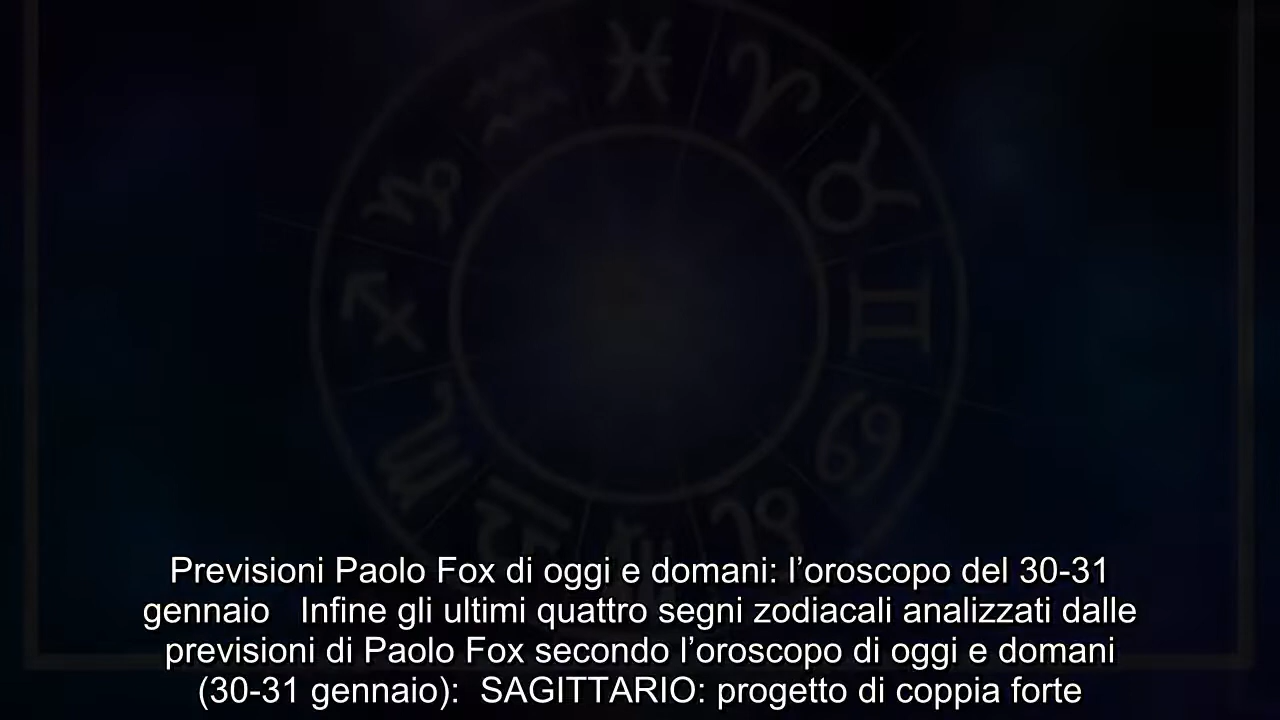 Previsioni Paolo Fox di oggi e domani: l’oroscopo del 30-31
gennaio   Infine gli ultimi quattro segni zodiacali analizzati dalle
previsioni di Paolo Fox secondo l’oroscopo di oggi e domani
(30-31 gennaio):  SAGITTARIO: progetto di coppia forte